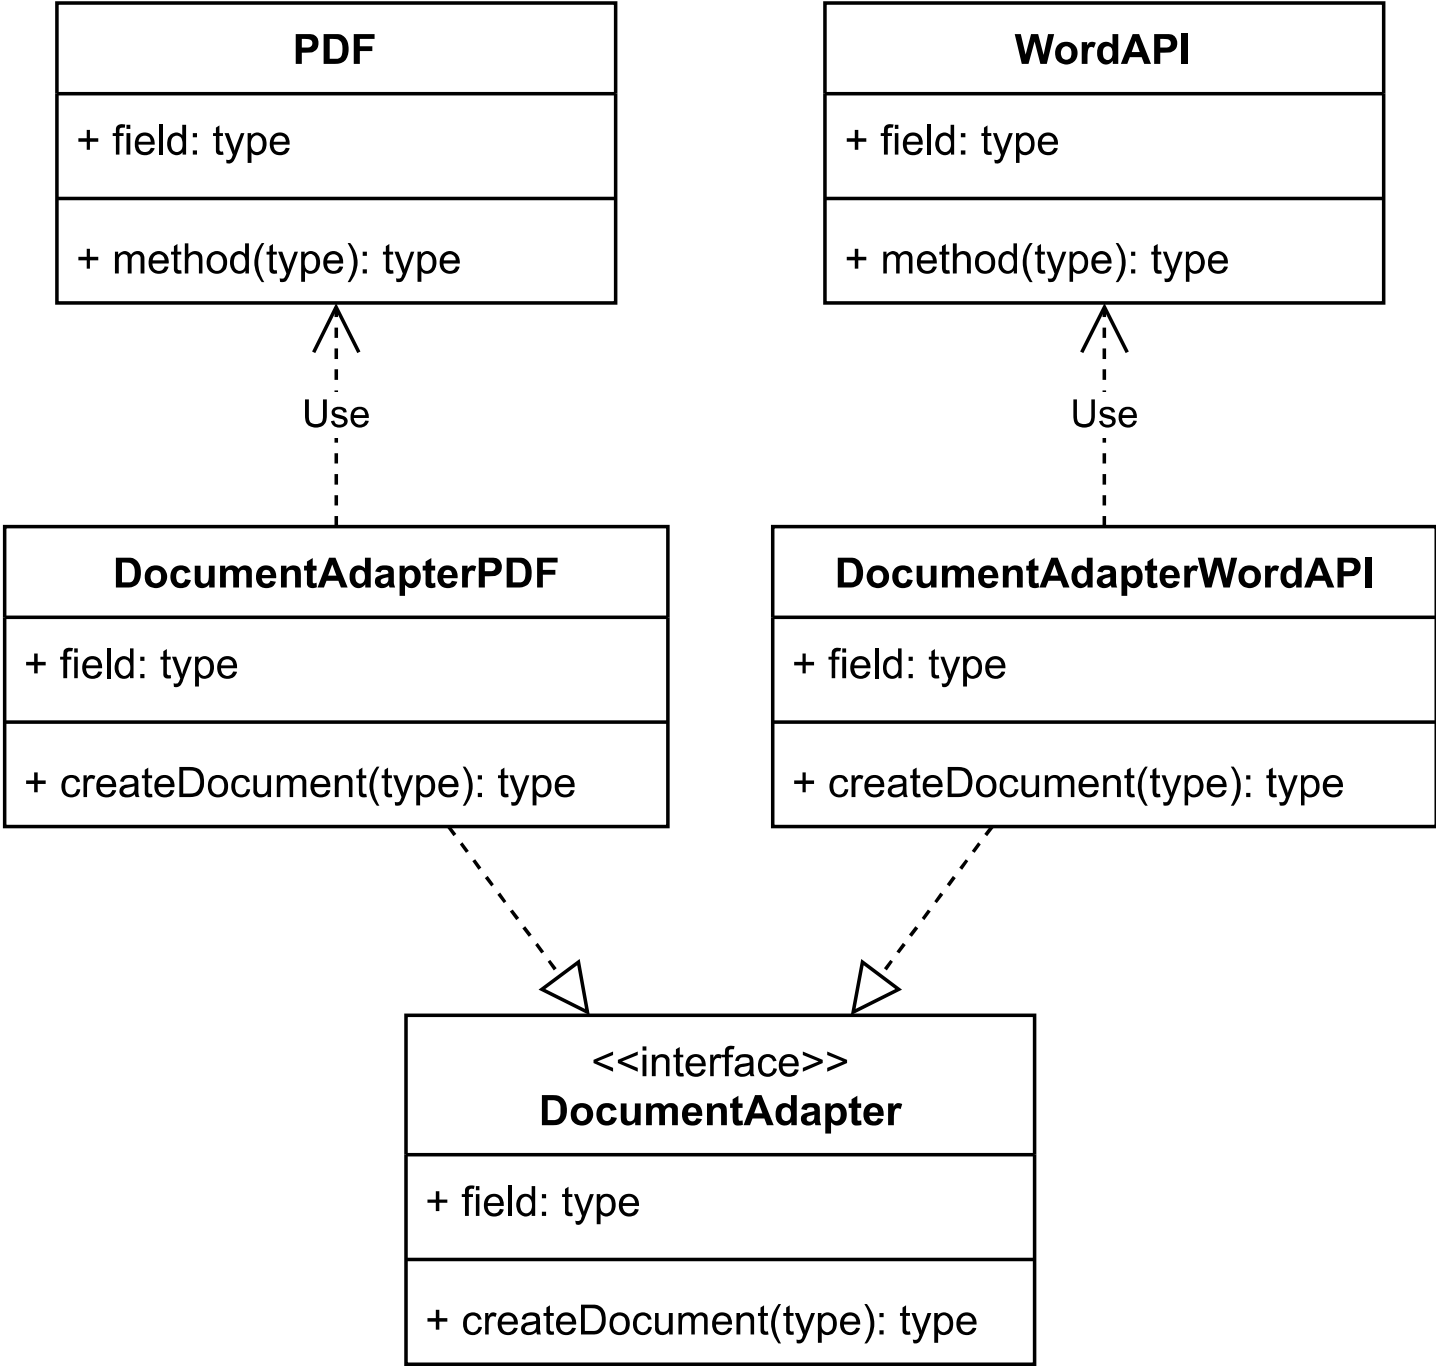 PDF
+ field: type
+ method(type): type
WordAPI
+ field: type
+ method(type): type
Use
Use
DocumentAdapterPDF
+ field: type
+ createDocument(type): type
DocumentAdapterWordAPI
+ field: type
+ createDocument(type): type
<<interface>>
DocumentAdapter
+ field: type
+ createDocument(type): type